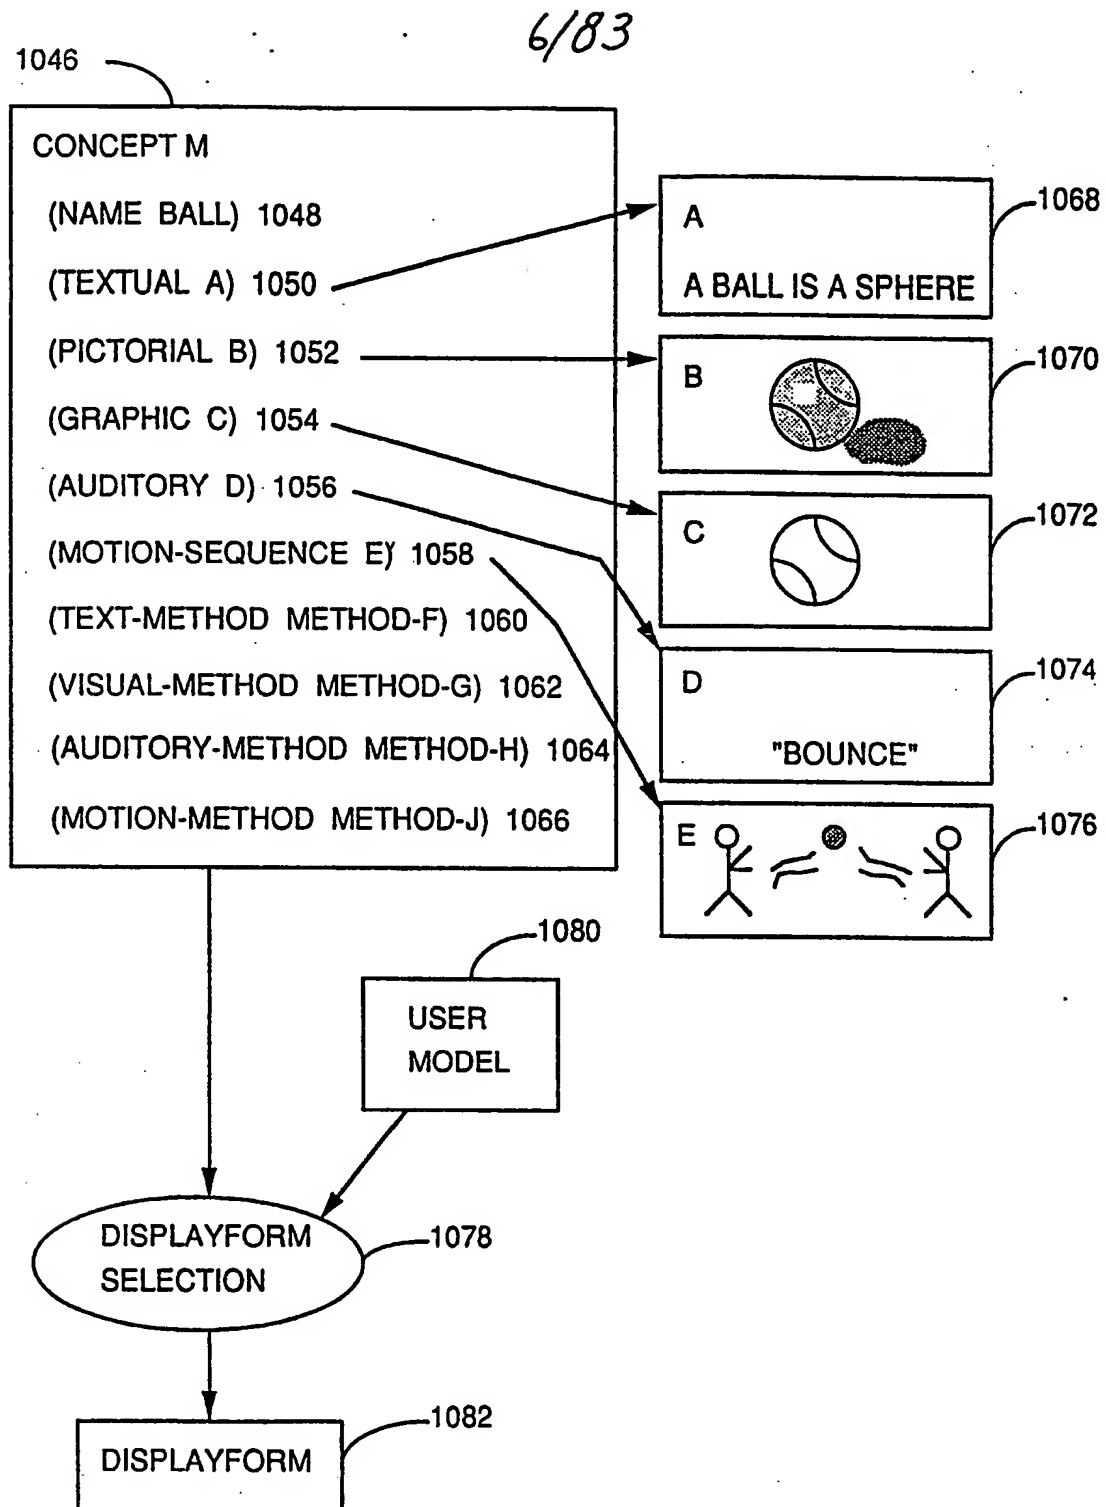 6/83
1046
CONCEPT M
(NAME BALL) 1048
(TEXTUAL A) 1050
(PICTORIAL B) 1052
(GRAPHIC C) 1054
(AUDITORY D) 1056
(MOTION-SEQUENCE E) 1058
(TEXT-METHOD METHOD-F) 1060
(VISUAL-METHOD METHOD-G) 1062
(AUDITORY-METHOD METHOD-H) 1064
(MOTION-METHOD METHOD-J) 1066
A
A BALL IS A SPHERE
1068
B
1070
C
1072
D
"BOUNCE"
1074
E
1076
1080
USER
MODEL
DISPLAYFORM
SELECTION
1078
1082
DISPLAYFORM